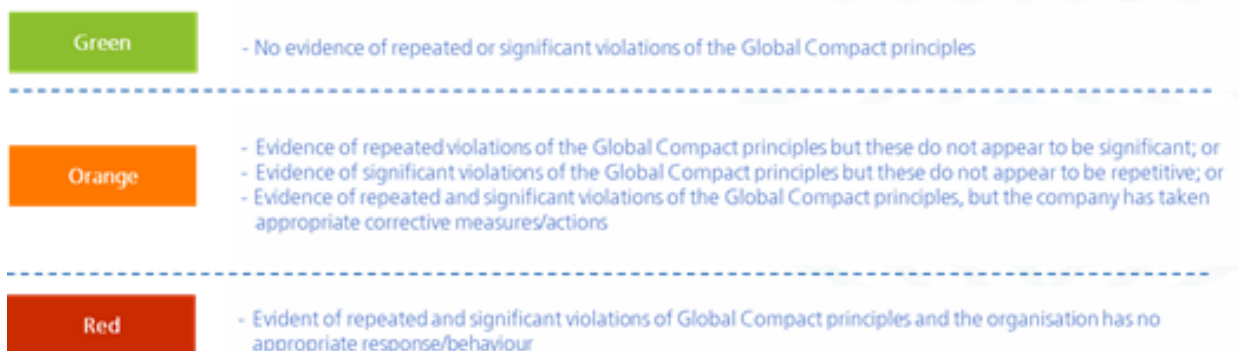 Green
- No evidence of repeated or significant violations of the Global Compact principles
Orange
- Evidence of repeated violations of the Global Compact principles but these do not appear to be significant; or
- Evidence of significant violations of the Global Compact principles but these do not appear to be repetitive; or
- Evidence of repeated and significant violations of the Global Compact principles, but the company has taken
appropriate corrective measures/actions
Red
- Evident of repeated and significant violations of Global Compact principles and the organisation has no
appropriate response/behaviour